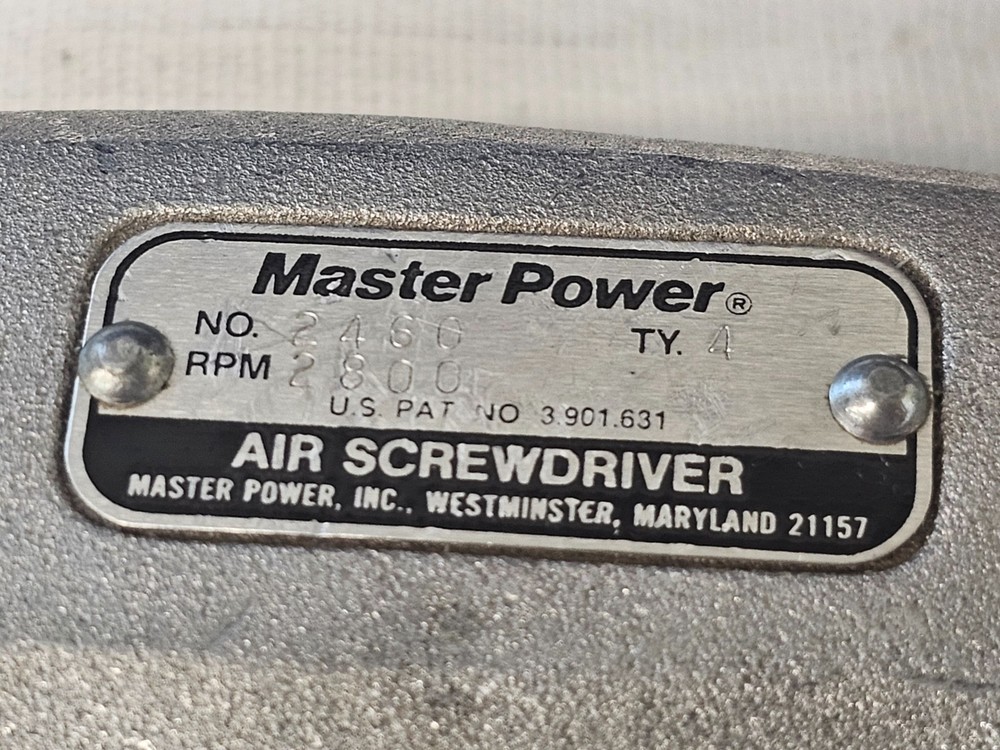 Master Power®
NO. 2460 TY. 4
RPM 2800
U.S. PAT NO 3.901.631
AIR SCREWDRIVER
MASTER POWER, INC., WESTMINSTER, MARYLAND 21157